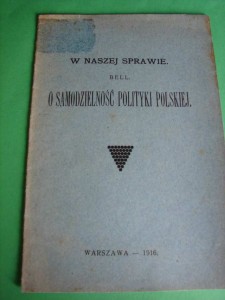 W NASZEJ SPRAWIE.
BELL.
O SAMODZIELNOŚĆ POLITYKI POLSKIEJ.
WARSZAWA — 1916.